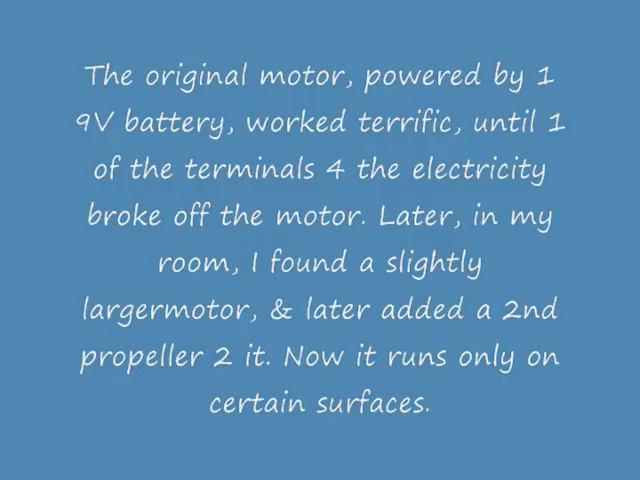 The original motor, powered by 1
9V battery, worked terrific, until 1
of the terminals 4 the electricity
broke off the motor. Later, in my
room, I found a slightly
largermotor, & later added a 2nd
propeller 2 it. Now it runs only on
certain surfaces.